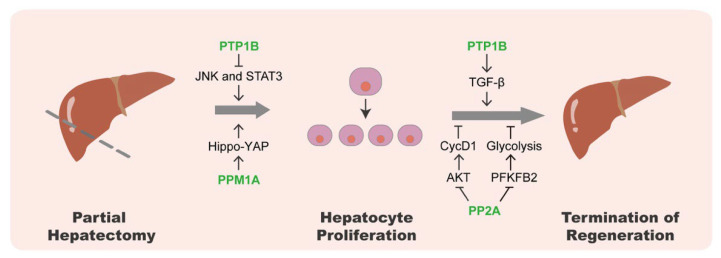 PTP1B
JNK and STAT3
Hippo-YAP
PPM1A
PTP1B
TGF-β
CycD1 Glycolysis
AKT PFKFB2
PP2A
Partial
Hepatectomy
Hepatocyte
Proliferation
Termination of
Regeneration